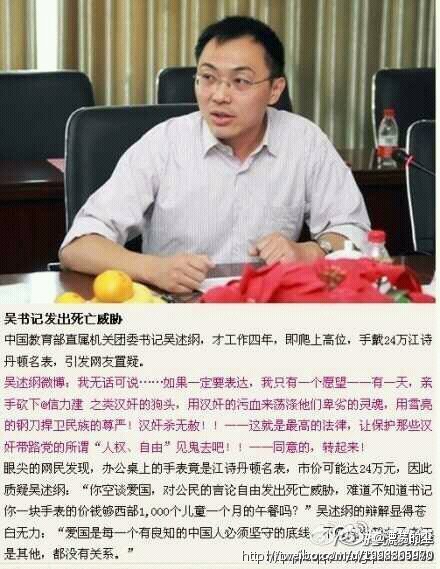 吴书记发出死亡威胁
中国教育部直属机关团委书记吴述纲，才工作四年，即爬上高位，手戴24万江诗
丹顿名表，引发网友置疑。
吴述纲微博：我无话可说……如果一定要表达，我只有一个愿望——有一天，亲
手砍下@信力建 之类汉奸的狗头，用汉奸的污血来荡涤他们卑劣的灵魂，用雪亮
的钢刀捍卫民族的尊严！汉奸杀无赦！！——这就是最高的法律，让保护那些汉
奸带路党的所谓“人权、自由”见鬼去吧！！——同意的，转起来！
眼尖的网民发现，办公桌上的手表竟是江诗丹顿名表，市价可能达24万元，因此
质疑吴述纲：“你空谈爱国，对公民的言论自由发出死亡威胁，难道不知道书记
你一块手表的价钱够西部1,000个儿童一个月的午餐吗？”吴述纲的辩解显得苍
白无力：“爱国是每一个有良知的中国人必须坚守的底线
是其他，都没有关系。”